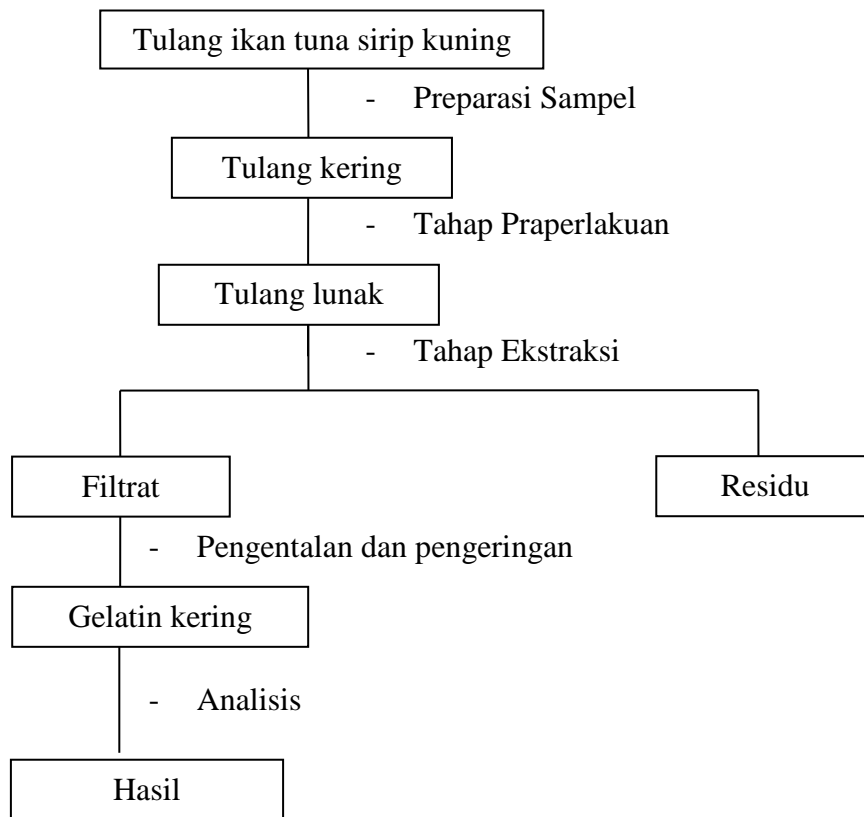 Tulang ikan tuna sirip kuning
- Preparasi Sampel
Tulang kering
- Tahap Praperlakuan
Tulang lunak
- Tahap Ekstraksi
Filtrat
Residu
- Pengentalan dan pengeringan
Gelatin kering
- Analisis
Hasil